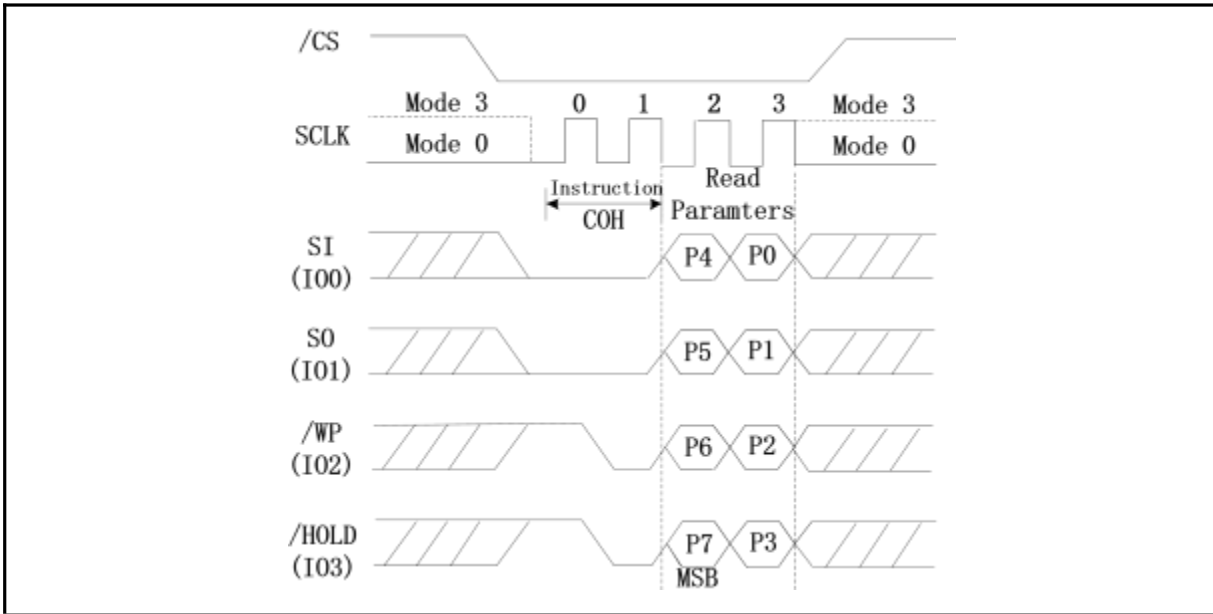 /CS
Mode 3 0 1 2 3 Mode 3
SCLK
Mode 0 Mode 0
Instruction Read
COH Paramters
SI
(IO0)
P4 P0
SO
(IO1)
P5 P1
/WP
(IO2)
P6 P2
/HOLD
(IO3)
P7 P3
MSB